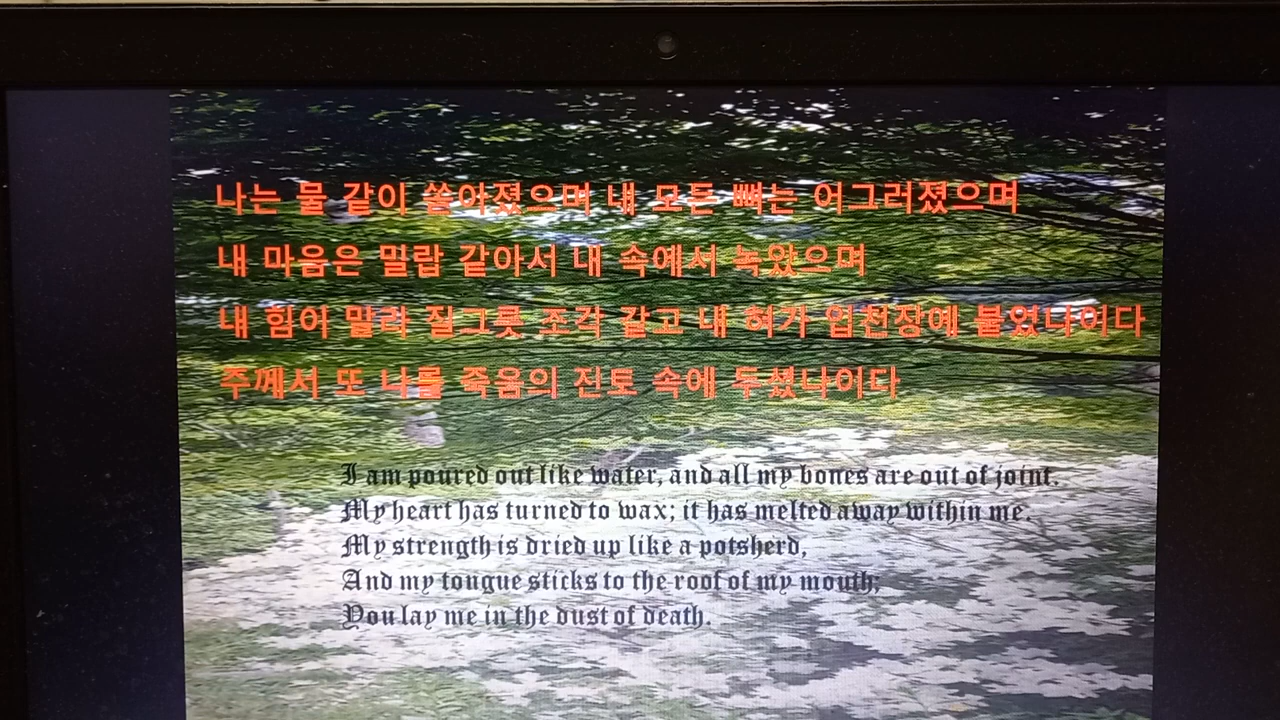 나는 물 같이 쏟아졌으며 내 모든 뼈는 어그러졌으며
내 마음은 밀랍 같아서 내 속에서 녹았으며
내 힘이 말라 질그릇 조각 같고 내 혀가 입천장에 붙었나이다
주께서 또 나를 죽음의 진토 속에 두셨나이다
I am poured out like water, and all my bones are out of joint.
My heart has turned to wax; it has melted away within me.
My strength is dried up like a potsherd,
And my tongue sticks to the roof of my mouth;
You lay me in the dust of death.